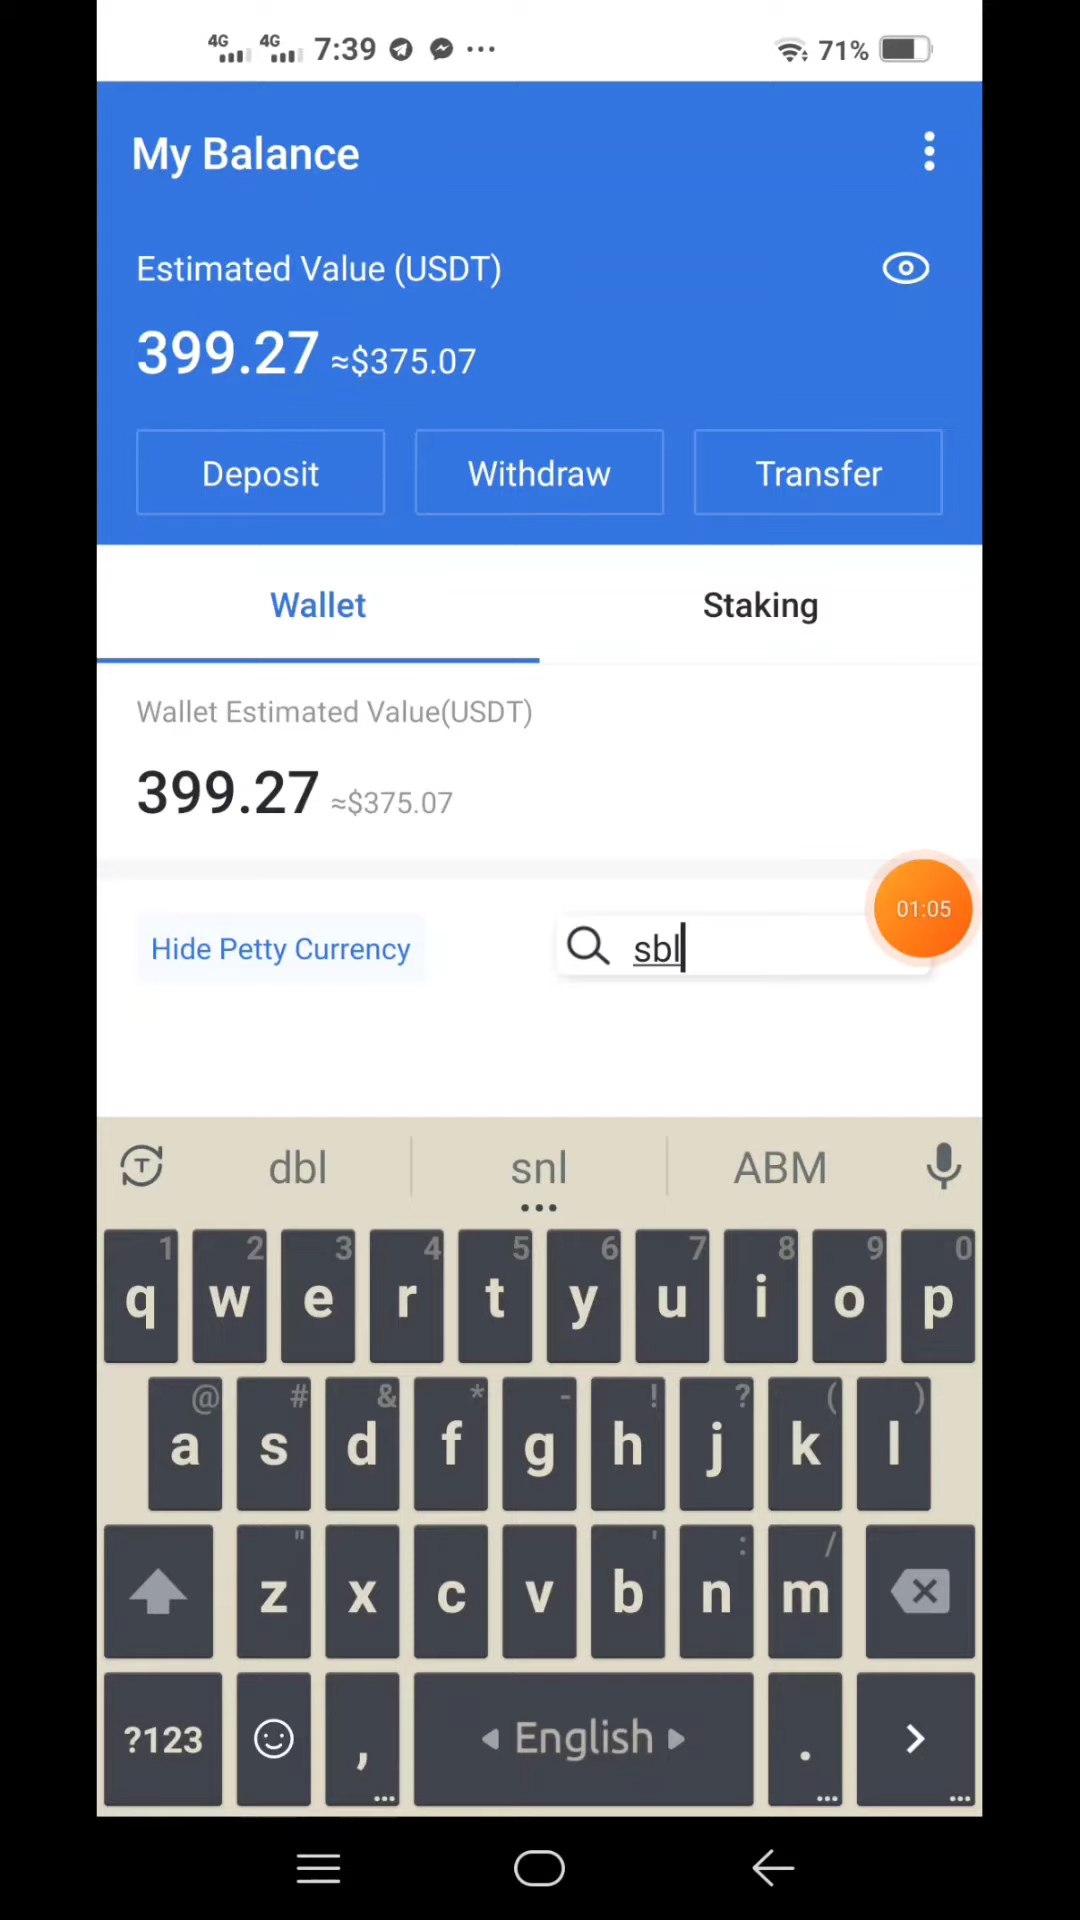 4G 4G 7:39 71%
My Balance
Estimated Value (USDT)
399.27 ≈$375.07
Deposit Withdraw Transfer
Wallet Staking
Wallet Estimated Value(USDT)
399.27 ≈$375.07
01:05
Hide Petty Currency sbl
dbl snl ABM
1 2 3 4 5 6 7 8 9 0
q w e r t y u i o p
@ # & * - ! ? ( )
a s d f g h j k l
" ' : /
z x c v b n m
?123 , English .